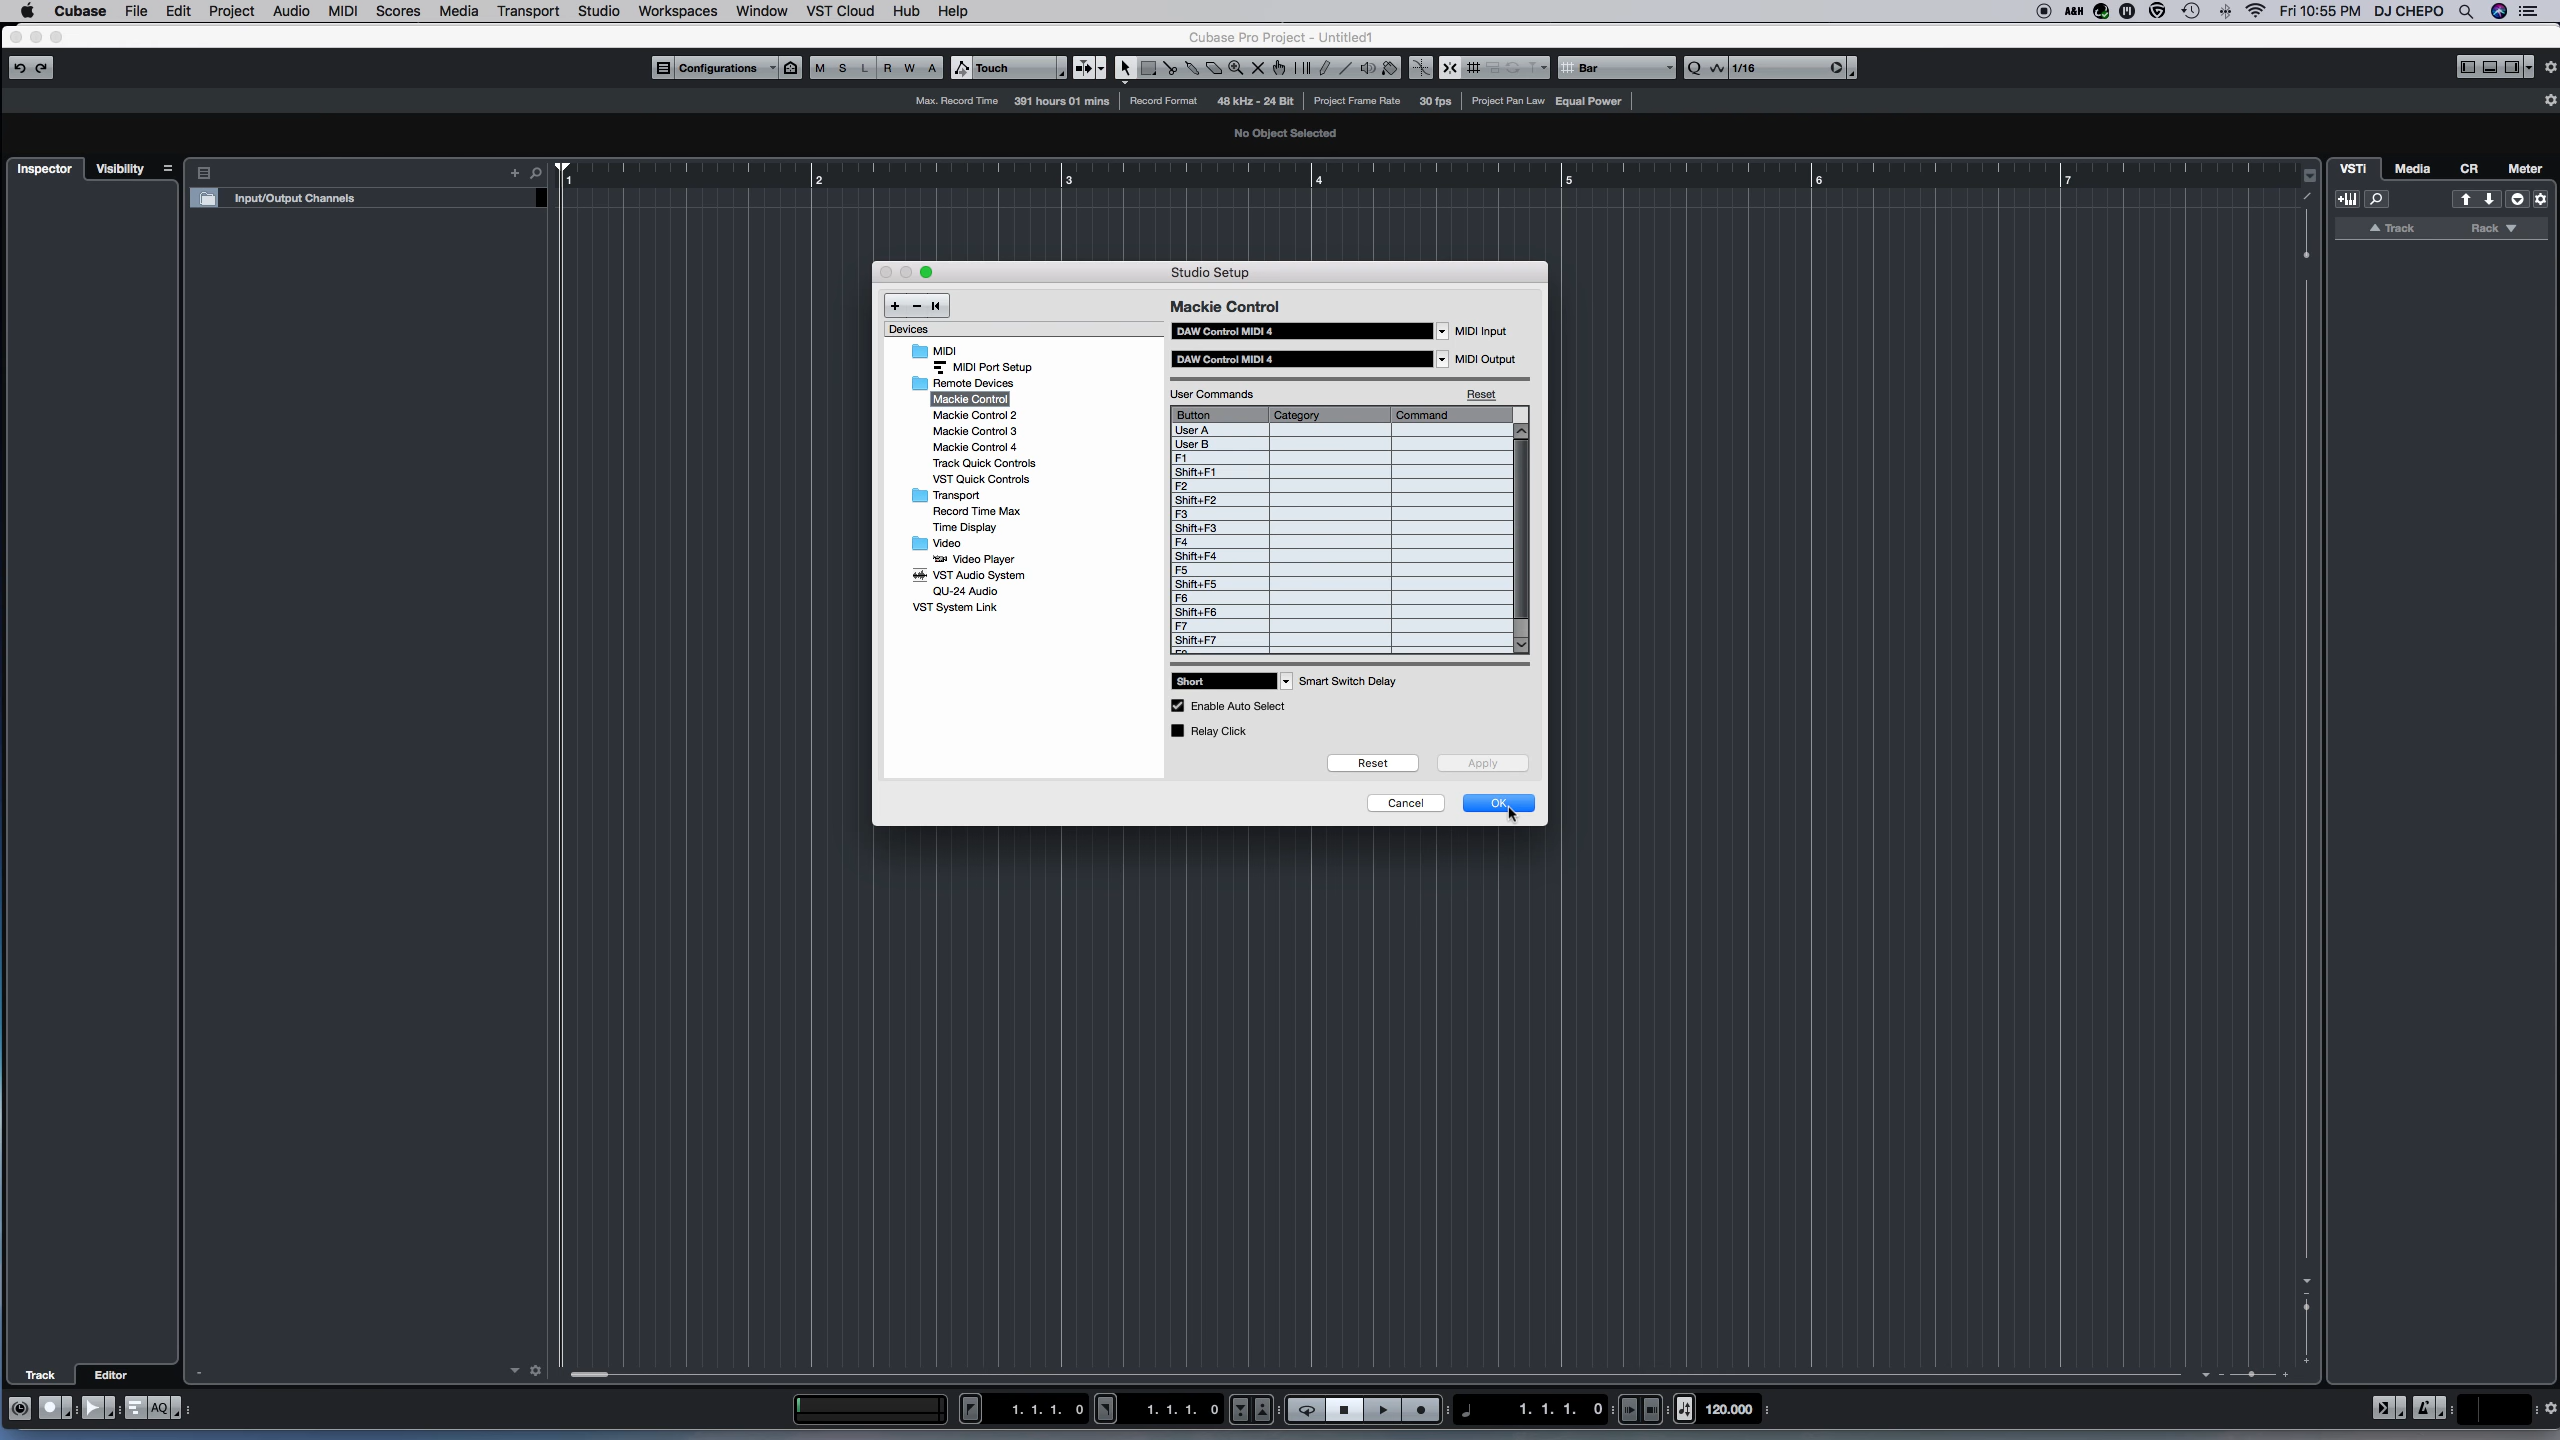 Cubase File Edit Project Audio MIDI Scores Media Transport Studio Workspaces Window VST Cloud Hub Help A&H Fri 10:55 PM DJ CHEPO
Cubase Pro Project - Untitled1
Configurations M S L R W A Touch Bar Q 1/16
Max. Record Time 391 hours 01 mins Record Format 48 kHz - 24 Bit Project Frame Rate 30 fps Project Pan Law Equal Power
No Object Selected
Inspector Visibility 1 2 3 4 5 6 7 VSTi Media CR Meter
Input/Output Channels
Track Rack
Studio Setup
Devices
MIDI
MIDI Port Setup
Remote Devices
Mackie Control
Mackie Control 2
Mackie Control 3
Mackie Control 4
Track Quick Controls
VST Quick Controls
Transport
Record Time Max
Time Display
Video
Video Player
VST Audio System
QU-24 Audio
VST System Link
Mackie Control
DAW Control MIDI 4 MIDI Input
DAW Control MIDI 4 MIDI Output
User Commands Reset
Button Category Command
User A
User B
F1
Shift+F1
F2
Shift+F2
F3
Shift+F3
F4
Shift+F4
F5
Shift+F5
F6
Shift+F6
F7
Shift+F7
Short Smart Switch Delay
Enable Auto Select
Relay Click
Reset Apply
Cancel OK
Track Editor
AQ 1. 1. 1. 0 1. 1. 1. 0 1. 1. 1. 0 120.000